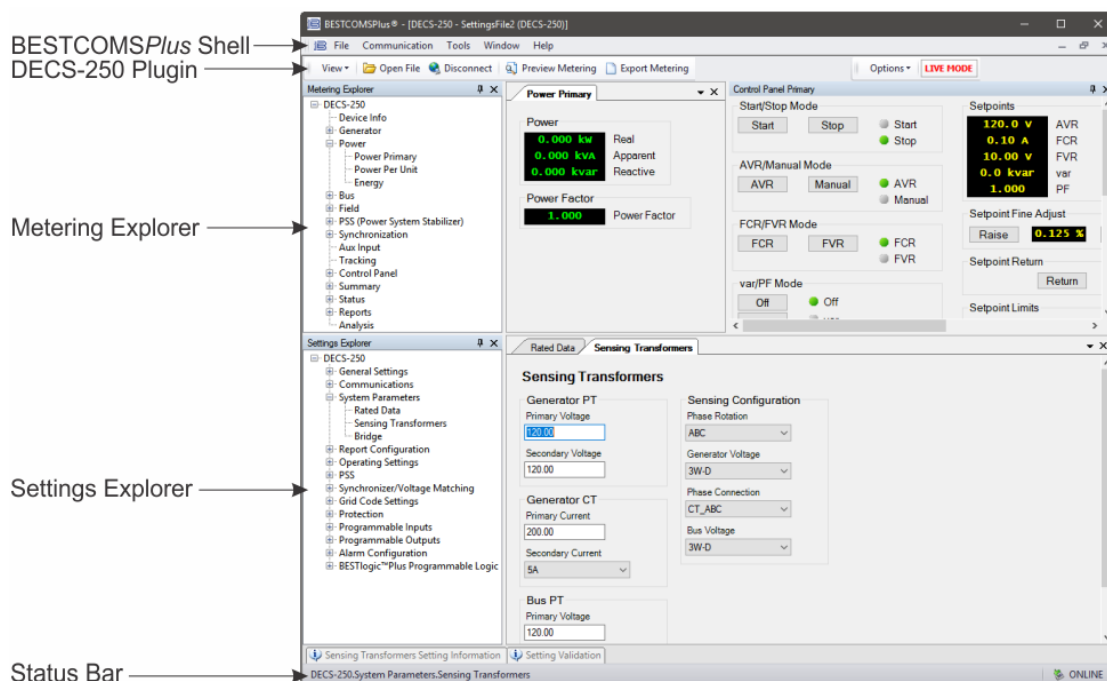 BESTCOMSPlus Shell
DECS-250 Plugin
Metering Explorer
Settings Explorer
Status Bar
BESTCOMSPlus® - [DECS-250 - SettingsFile2 (DECS-250)]
File Communication Tools Window Help
View Open File Disconnect Preview Metering Export Metering Options LIVE MODE
Metering Explorer
DECS-250
Device Info
Generator
Power
Power Primary
Power Per Unit
Energy
Bus
Field
PSS (Power System Stabilizer)
Synchronization
Aux Input
Tracking
Control Panel
Summary
Status
Reports
Analysis
Power Primary
Power
0.000 kW Real
0.000 kVA Apparent
0.000 kvar Reactive
Power Factor
1.000 Power Factor
Control Panel Primary
Start/Stop Mode
Start Stop Start
Stop
AVR/Manual Mode
AVR Manual AVR
Manual
FCR/FVR Mode
FCR FVR FCR
FVR
var/PF Mode
Off Off
Setpoints
120.0 V AVR
0.10 A FCR
10.00 V FVR
0.0 kvar var
1.000 PF
Setpoint Fine Adjust
Raise 0.125 %
Setpoint Return
Return
Setpoint Limits
Settings Explorer
DECS-250
General Settings
Communications
System Parameters
Rated Data
Sensing Transformers
Bridge
Report Configuration
Operating Settings
PSS
Synchronizer/Voltage Matching
Grid Code Settings
Protection
Programmable Inputs
Programmable Outputs
Alarm Configuration
BESTlogic™Plus Programmable Logic
Rated Data Sensing Transformers
Sensing Transformers
Generator PT
Primary Voltage
120.00
Secondary Voltage
120.00
Generator CT
Primary Current
200.00
Secondary Current
5A
Bus PT
Primary Voltage
120.00
Sensing Configuration
Phase Rotation
ABC
Generator Voltage
3W-D
Phase Connection
CT_ABC
Bus Voltage
3W-D
Sensing Transformers Setting Information Setting Validation
DECS-250.System Parameters.Sensing Transformers ONLINE